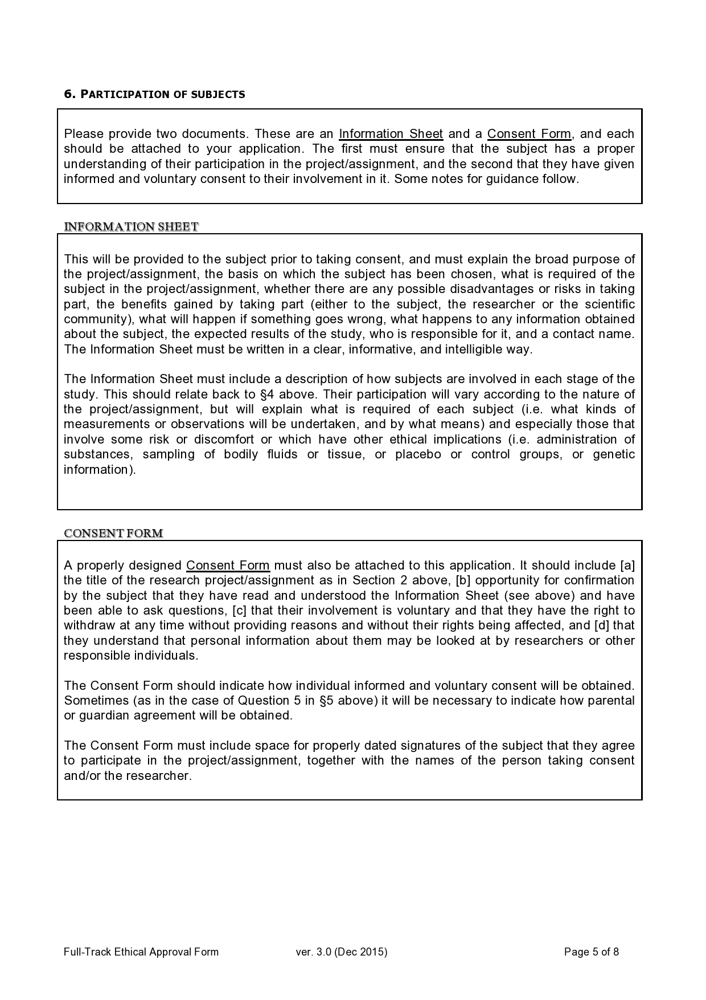 6. PARTICIPATION OF SUBJECTS
Please provide two documents. These are an Information Sheet and a Consent Form, and each
should be attached to your application. The first must ensure that the subject has a proper
understanding of their participation in the project/assignment, and the second that they have given
informed and voluntary consent to their involvement in it. Some notes for guidance follow.
INFORMATION SHEET
This will be provided to the subject prior to taking consent, and must explain the broad purpose of
the project/assignment, the basis on which the subject has been chosen, what is required of the
subject in the project/assignment, whether there are any possible disadvantages or risks in taking
part, the benefits gained by taking part (either to the subject, the researcher or the scientific
community), what will happen if something goes wrong, what happens to any information obtained
about the subject, the expected results of the study, who is responsible for it, and a contact name.
The Information Sheet must be written in a clear, informative, and intelligible way.
The Information Sheet must include a description of how subjects are involved in each stage of the
study. This should relate back to §4 above. Their participation will vary according to the nature of
the project/assignment, but will explain what is required of each subject (i.e. what kinds of
measurements or observations will be undertaken, and by what means) and especially those that
involve some risk or discomfort or which have other ethical implications (i.e. administration of
substances, sampling of bodily fluids or tissue, or placebo or control groups, or genetic
information).
CONSENT FORM
A properly designed Consent Form must also be attached to this application. It should include [a]
the title of the research project/assignment as in Section 2 above, [b] opportunity for confirmation
by the subject that they have read and understood the Information Sheet (see above) and have
been able to ask questions, [c] that their involvement is voluntary and that they have the right to
withdraw at any time without providing reasons and without their rights being affected, and [d] that
they understand that personal information about them may be looked at by researchers or other
responsible individuals.
The Consent Form should indicate how individual informed and voluntary consent will be obtained.
Sometimes (as in the case of Question 5 in §5 above) it will be necessary to indicate how parental
or guardian agreement will be obtained.
The Consent Form must include space for properly dated signatures of the subject that they agree
to participate in the project/assignment, together with the names of the person taking consent
and/or the researcher.
Full-Track Ethical Approval Form ver. 3.0 (Dec 2015) Page 5 of 8